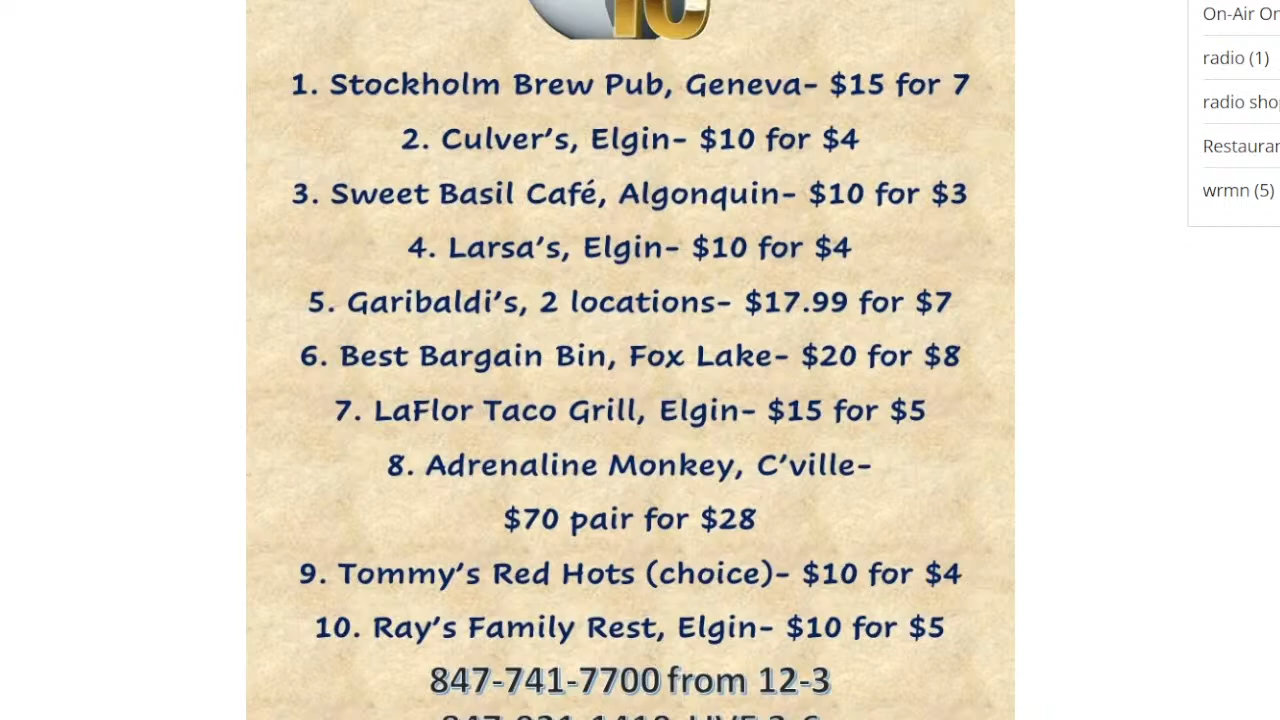 10
1. Stockholm Brew Pub, Geneva- $15 for 7
2. Culver's, Elgin- $10 for $4
3. Sweet Basil Café, Algonquin- $10 for $3
4. Larsa's, Elgin- $10 for $4
5. Garibaldi's, 2 locations- $17.99 for $7
6. Best Bargain Bin, Fox Lake- $20 for $8
7. LaFlor Taco Grill, Elgin- $15 for $5
8. Adrenaline Monkey, C'ville-
$70 pair for $28
9. Tommy's Red Hots (choice)- $10 for $4
10. Ray's Family Rest, Elgin- $10 for $5
847-741-7700 from 12-3
On-Air
radio (1)
radio
wrmn (5)